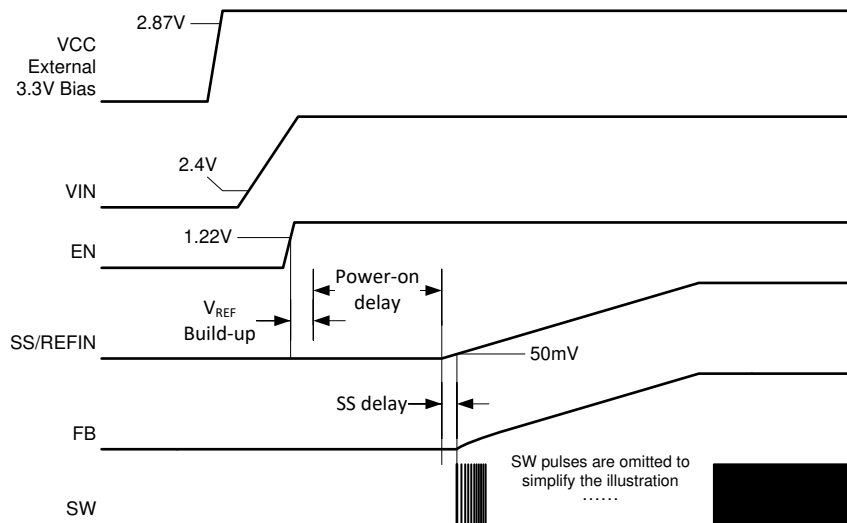 2.87V
VCC
External
3.3V Bias
2.4V
VIN
1.22V
EN
Power-on
delay
VREF
Build-up
SS/REFIN
50mV
SS delay
FB
SW pulses are omitted to
simplify the illustration
......
SW